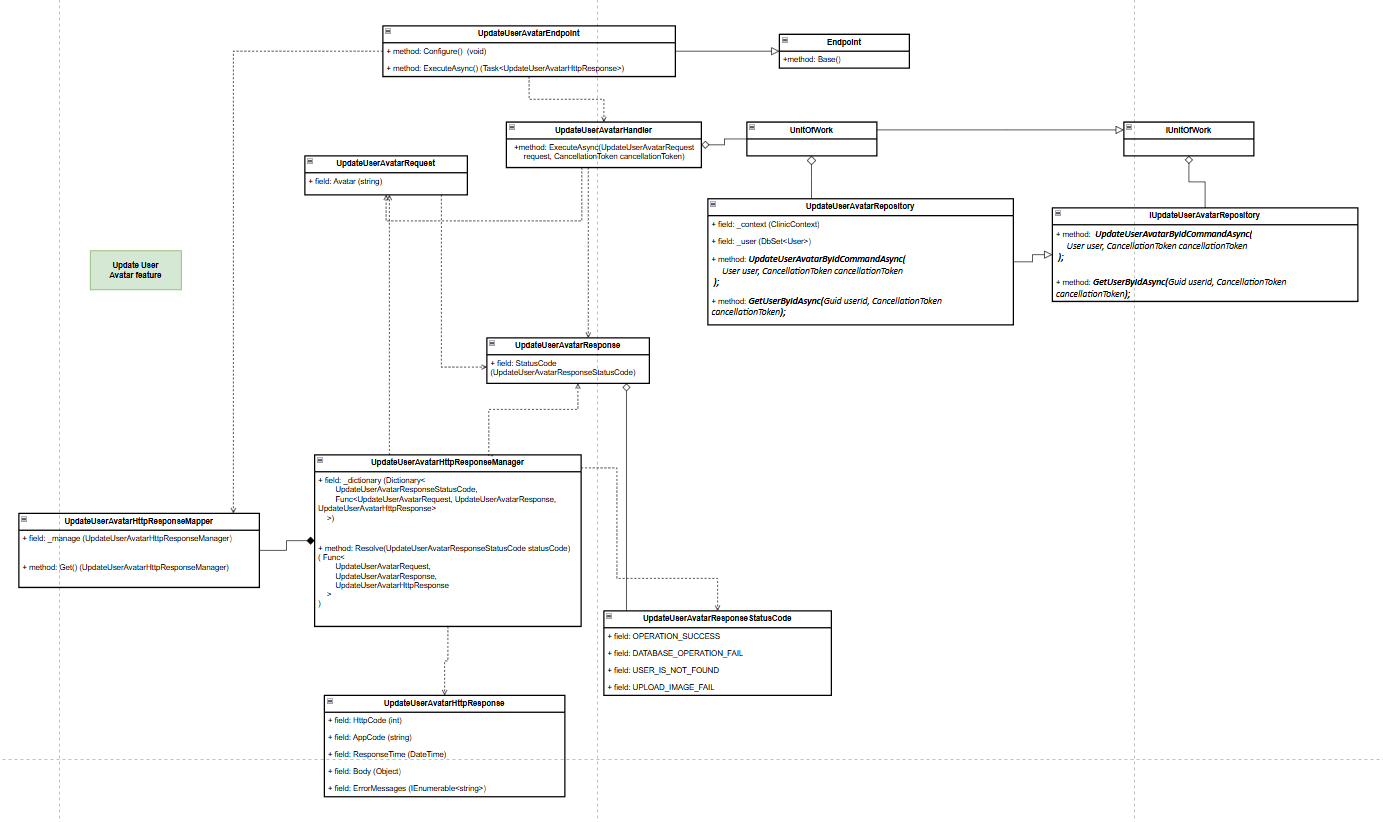 UpdateUserAvatarEndpoint
+ method: Configure() (void)
+ method: ExecuteAsync() (Task<UpdateUserAvatarHttpResponse>)
Endpoint
+method: Base()
UpdateUserAvatarHandler
+method: ExecuteAsync(UpdateUserAvatarRequest
request, CancellationToken cancellationToken)
UnitOfWork
IUnitOfWork
UpdateUserAvatarRequest
+ field: Avatar (string)
UpdateUserAvatarRepository
+ field: _context (ClinicContext)
+ field: _user (DbSet<User>)
+ method: UpdateUserAvatarByIdCommandAsync(
User user, CancellationToken cancellationToken
);
+ method: GetUserByIdAsync(Guid userId, CancellationToken
cancellationToken);
IUpdateUserAvatarRepository
+ method: UpdateUserAvatarByIdCommandAsync(
User user, CancellationToken cancellationToken
);
+ method: GetUserByIdAsync(Guid userId, CancellationToken
cancellationToken);
Update User
Avatar feature
UpdateUserAvatarResponse
+ field: StatusCode
(UpdateUserAvatarResponseStatusCode)
UpdateUserAvatarHttpResponseManager
+ field: _dictionary (Dictionary<
UpdateUserAvatarResponseStatusCode,
Func<UpdateUserAvatarRequest, UpdateUserAvatarResponse,
UpdateUserAvatarHttpResponse>
>)
+ method: Resolve(UpdateUserAvatarResponseStatusCode statusCode)
( Func<
UpdateUserAvatarRequest,
UpdateUserAvatarResponse,
UpdateUserAvatarHttpResponse
>
)
UpdateUserAvatarHttpResponseMapper
+ field: _manage (UpdateUserAvatarHttpResponseManager)
+ method: Get() (UpdateUserAvatarHttpResponseManager)
UpdateUserAvatarResponseStatusCode
+ field: OPERATION_SUCCESS
+ field: DATABASE_OPERATION_FAIL
+ field: USER_IS_NOT_FOUND
+ field: UPLOAD_IMAGE_FAIL
UpdateUserAvatarHttpResponse
+ field: HttpCode (int)
+ field: AppCode (string)
+ field: ResponseTime (DateTime)
+ field: Body (Object)
+ field: ErrorMessages (IEnumerable<string>)